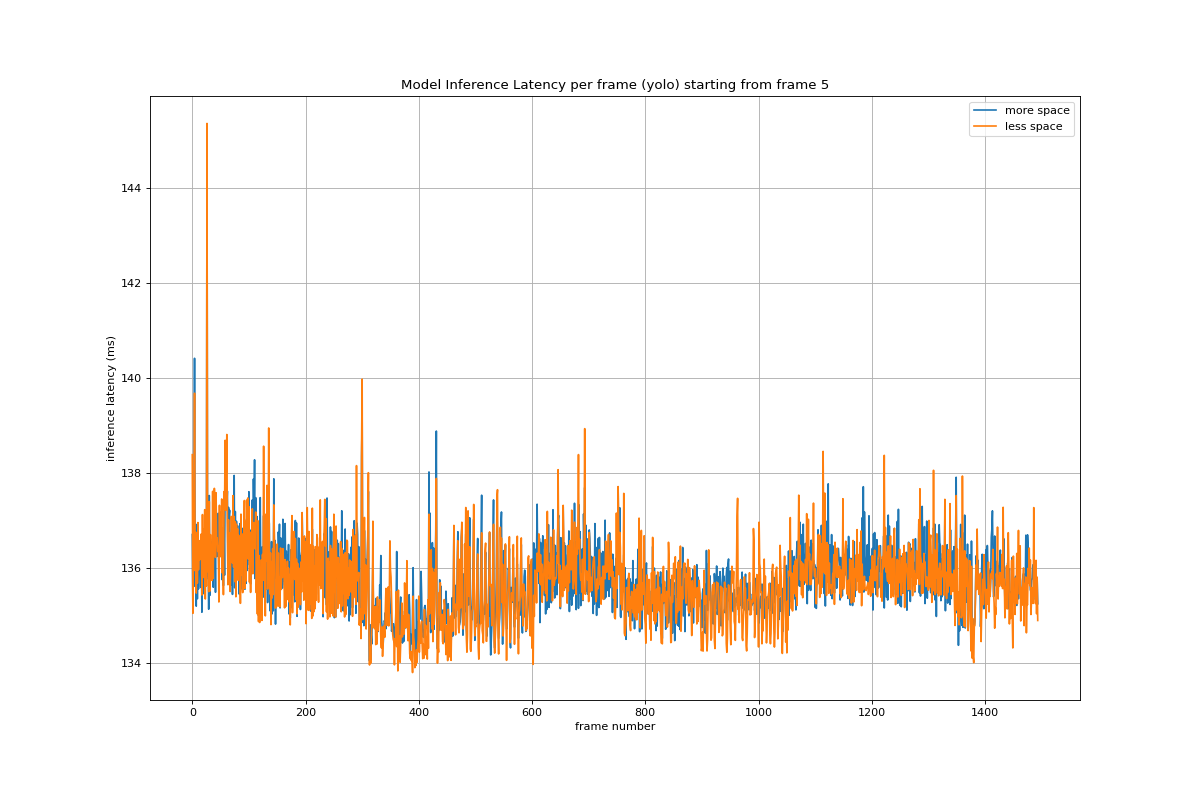 Model Inference Latency per frame (yolo) starting from frame 5
more space
less space
inference latency (ms)
144
142
140
138
136
134
0 200 400 600 800 1000 1200 1400
frame number